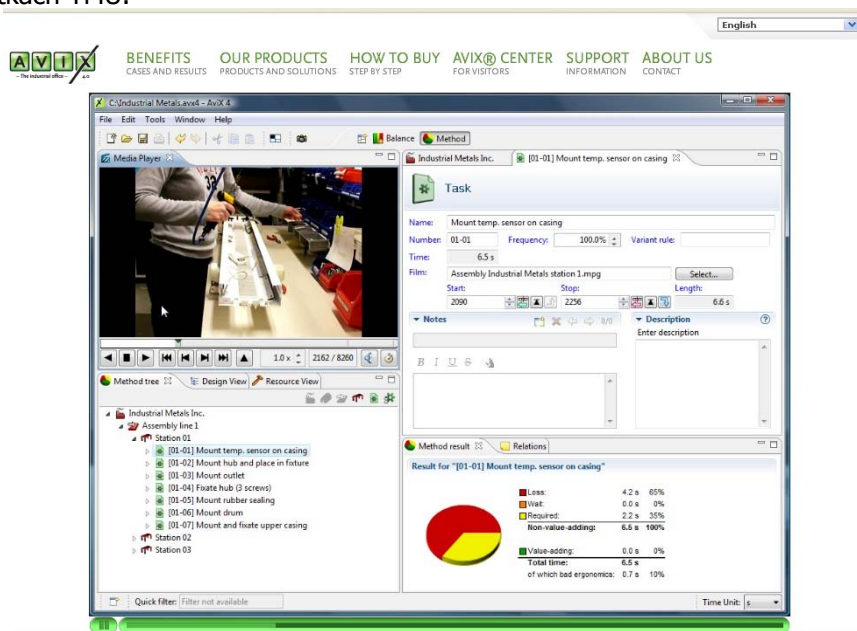 English
AVIX
- The industrial office - 4.0
BENEFITS OUR PRODUCTS HOW TO BUY AVIX® CENTER SUPPORT ABOUT US
CASES AND RESULTS PRODUCTS AND SOLUTIONS STEP BY STEP FOR VISITORS INFORMATION CONTACT
C:\Industrial Metals.avx4 - AviX 4
File Edit Tools Window Help
Balance Method
Media Player
Industrial Metals Inc. [01-01] Mount temp. sensor on casing
Task
Name: Mount temp. sensor on casing
Number: 01-01 Frequency: 100.0% Variant rule:
Time: 6.5 s
Film: Assembly Industrial Metals station 1.mpg Select...
Start: Stop: Length:
2090 2256 6.6 s
Notes 0/0 Description
Enter description
B I U S
1.0 x 2162 / 8260
Method tree Design View Resource View
Industrial Metals Inc.
Assembly line 1
Station 01
[01-01] Mount temp. sensor on casing
[01-02] Mount hub and place in fixture
[01-03] Mount outlet
[01-04] Fixate hub (3 screws)
[01-05] Mount rubber sealing
[01-06] Mount drum
[01-07] Mount and fixate upper casing
Station 02
Station 03
Method result Relations
Result for "[01-01] Mount temp. sensor on casing"
Loss: 4.2 s 65%
Wait: 0.0 s 0%
Required: 2.2 s 35%
Non-value-adding: 6.5 s 100%
Value-adding: 0.0 s 0%
Total time: 6.5 s
of which bad ergonomics: 0.7 s 10%
Quick filter: Filter not available
Time Unit: s